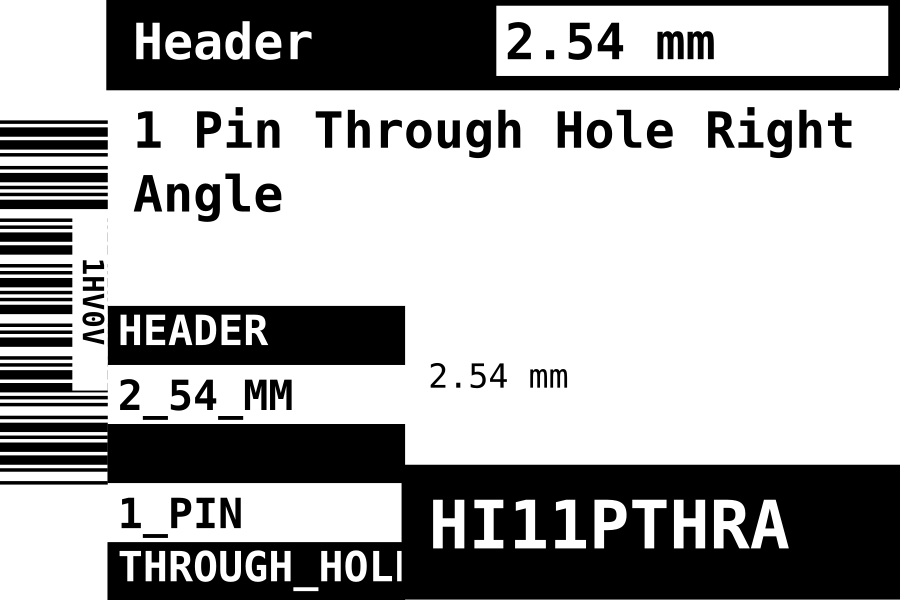 Header
2.54 mm
1 Pin Through Hole Right
Angle
1HV0V
HEADER
2_54_MM
2.54 mm
1_PIN
HI11PTHRA